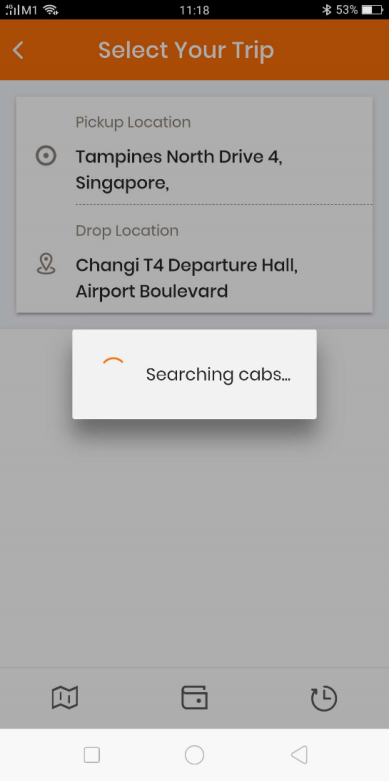 4G M1 11:18 53%
Select Your Trip
Pickup Location
Tampines North Drive 4,
Singapore,
Drop Location
Changi T4 Departure Hall,
Airport Boulevard
Searching cabs...